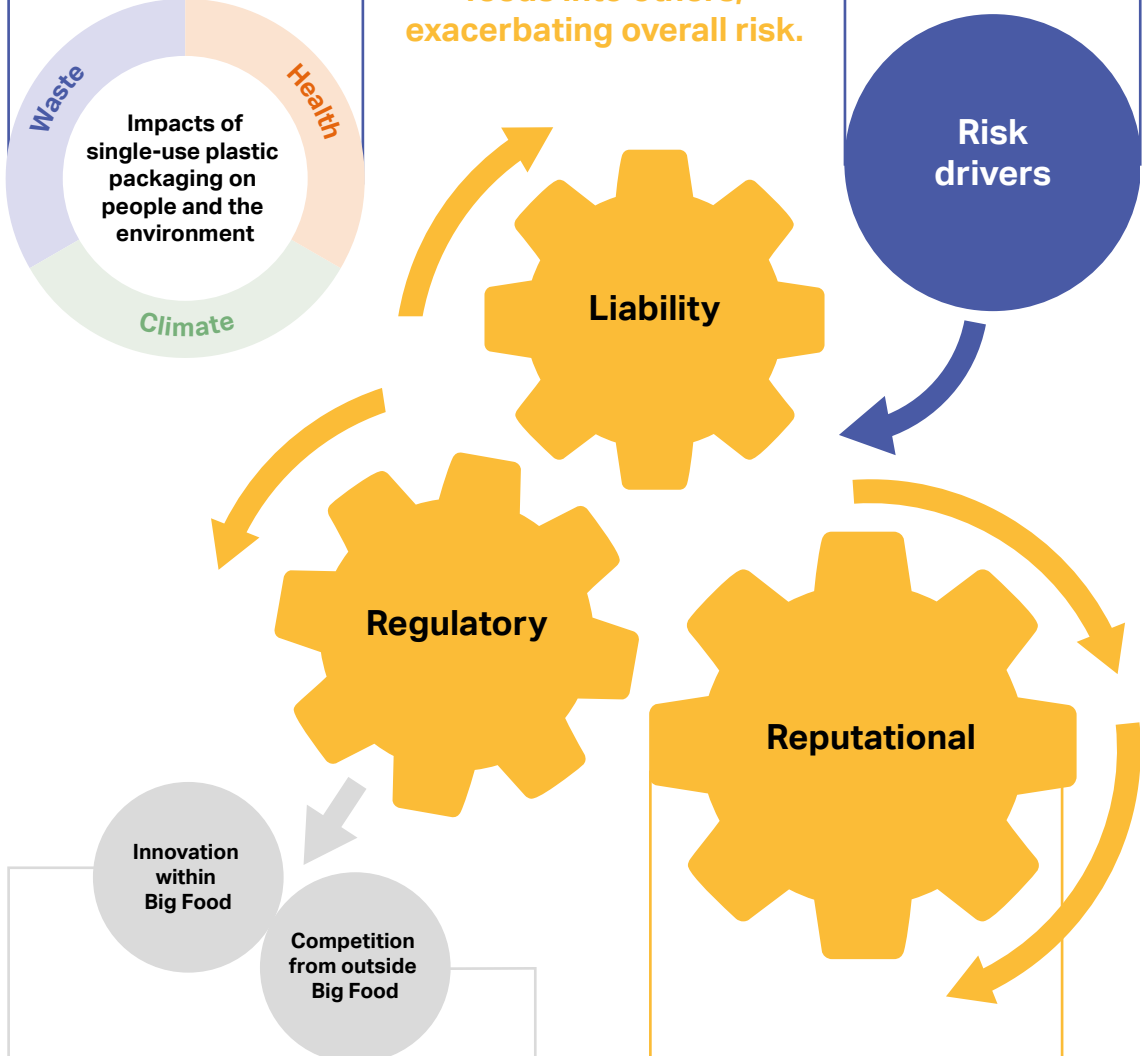 exacerbating overall risk.
Waste
Health
Climate
Impacts of
single-use plastic
packaging on
people and the
environment
Risk
drivers
Liability
Regulatory
Reputational
Innovation
within
Big Food
Competition
from outside
Big Food